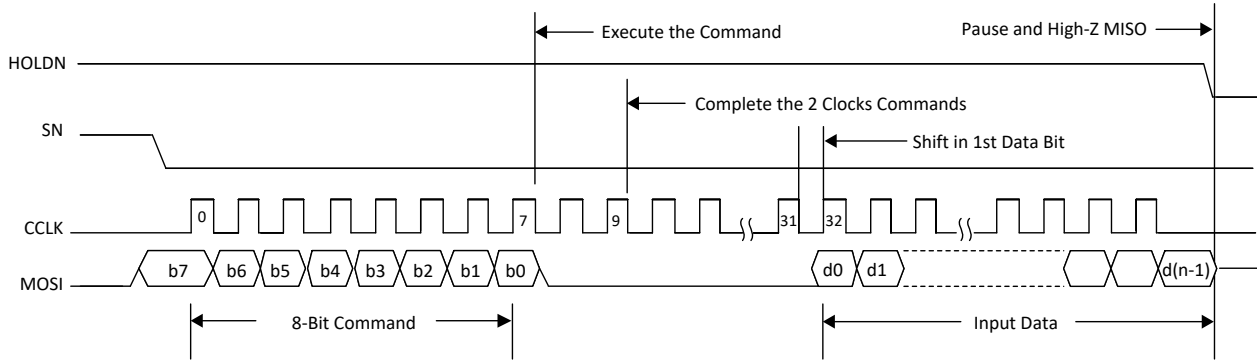 Execute the Command
Pause and High-Z MISO
HOLDN
Complete the 2 Clocks Commands
SN
Shift in 1st Data Bit
CCLK 0 7 9 31 32
MOSI b7 b6 b5 b4 b3 b2 b1 b0 d0 d1 d(n-1)
8-Bit Command
Input Data